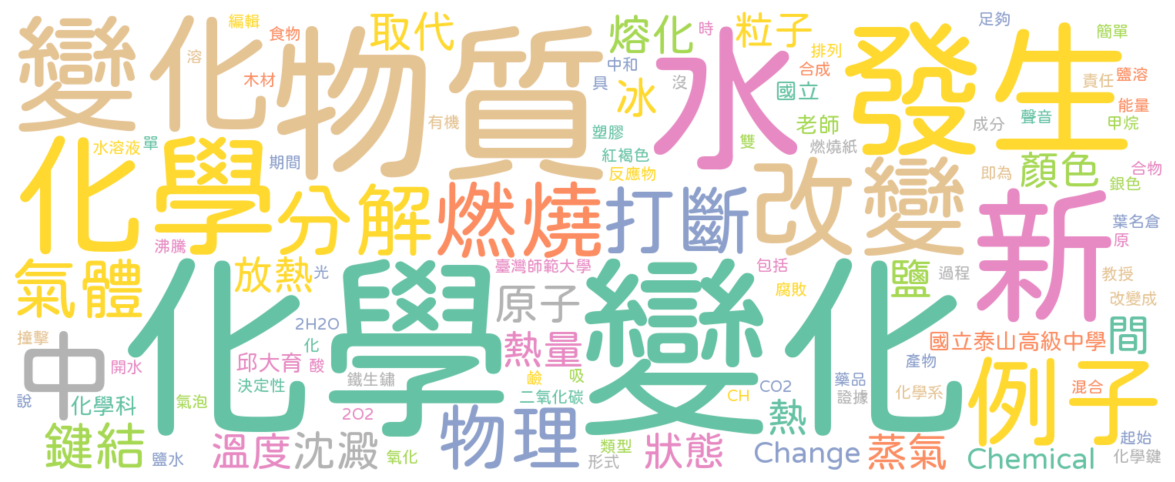 編輯
食物
取代
熔化
時
粒子
足夠
簡單
變化
溶
木材
物質
中和
具
冰
沒
水
排列
合成
國立
發生
責任
鹽溶
能量
甲烷
聲音
成分
有機
塑膠
老師
雙
燃燒紙
化學
水溶液
單
期間
紅褐色
反應物
分解
燃燒
打斷
改變
即為
顏色
合物
銀色
新
葉名倉
原
沸騰
氣體
放熱
光
臺灣師範大學
包括
腐敗
鹽
過程
教授
改變成
化學變化
原子
2H2O
撞擊
中
開水
化
酸
邱大育
決定性
鐵生鏽
熱量
鹼
吸
二氧化碳
CH
CO2
藥品
證據
產物
化學系
國立泰山高級中學
間
例子
混合
說
化學科
氣泡
2O2
物理
熱
鍵結
鹽水
溫度
沈澱
氧化
類型
形式
狀態
Change
蒸氣
Chemical
起始
化學鍵